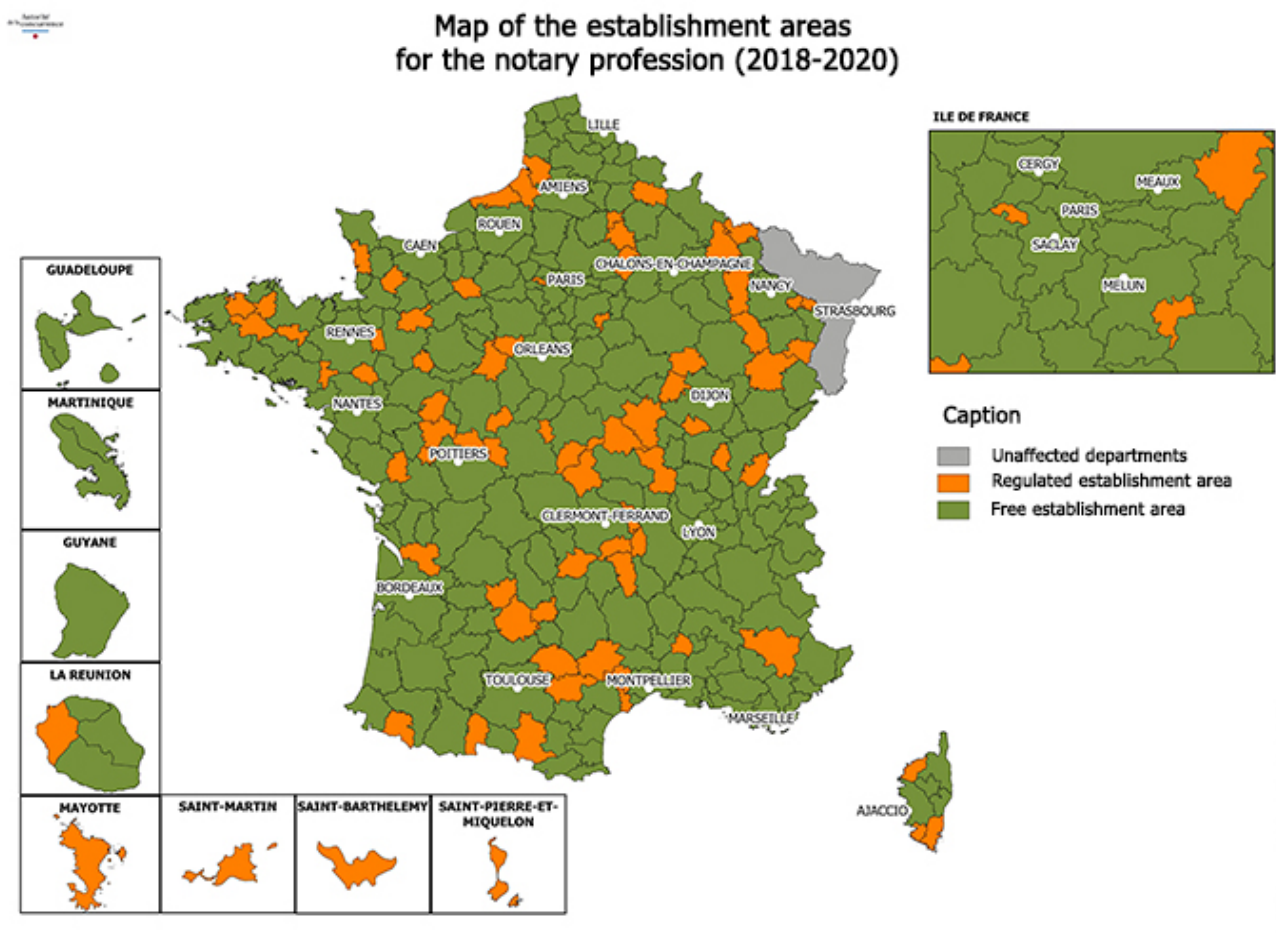 Map of the establishment areas
for the notary profession (2018-2020)
ILE DE FRANCE
CERGY
MEAUX
PARIS
SACLAY
MELUN
LILLE
AMIENS
ROUEN
CAEN
CHALONS-EN-CHAMPAGNE
PARIS
NANCY
STRASBOURG
RENNES
ORLEANS
DIJON
NANTES
POITIERS
CLERMONT-FERRAND
LYON
BORDEAUX
TOULOUSE
MONTPELLIER
MARSEILLE
AJACCIO
Caption
Unaffected departments
Regulated establishment area
Free establishment area
GUADELOUPE
MARTINIQUE
GUYANE
LA REUNION
MAYOTTE
SAINT-MARTIN
SAINT-BARTHELEMY
SAINT-PIERRE-ET-
MIQUELON